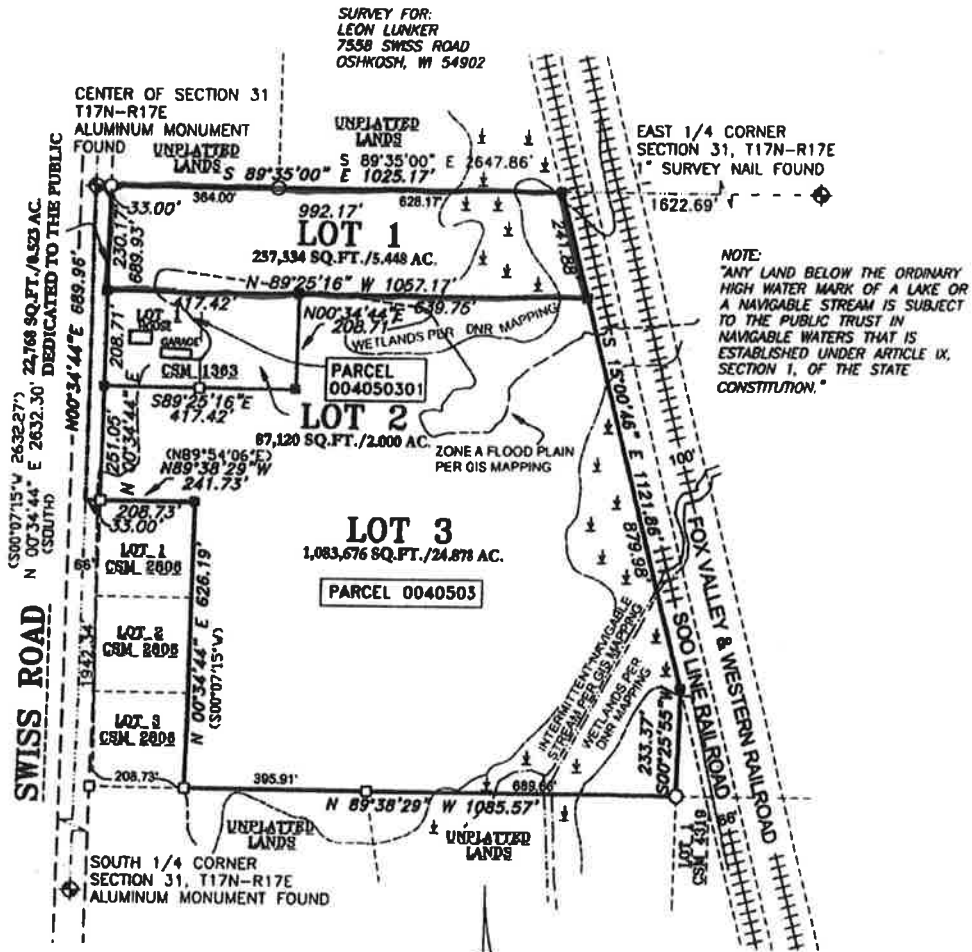 SURVEY FOR:
LEON LUNKER
7558 SWISS ROAD
OSHKOSH, WI 54902
CENTER OF SECTION 31
T17N-R17E
ALUMINUM MONUMENT
FOUND
UNPLATTED
LANDS
UNPLATTED
LANDS
S 89°35'00" E 2647.86'
S 89°35'00" E 1025.17'
EAST 1/4 CORNER
SECTION 31, T17N-R17E
1" SURVEY NAIL FOUND
1622.69'
33.00'
364.00'
628.17'
992.17'
LOT 1
237,334 SQ.FT./5.448 AC.
230.17'
689.93'
241.88
N-89°25'16" W 1057.17'
417.42'
639.75'
NOTE:
"ANY LAND BELOW THE ORDINARY
HIGH WATER MARK OF A LAKE OR
A NAVIGABLE STREAM IS SUBJECT
TO THE PUBLIC TRUST IN
NAVIGABLE WATERS THAT IS
ESTABLISHED UNDER ARTICLE IX,
SECTION 1, OF THE STATE
CONSTITUTION."
N00°34'44"E
208.71'
WETLANDS PER DNR MAPPING
208.71'
LOT 1
HOUSE
GARAGE
CSM 1363
PARCEL
004050301
S89°25'16"E
417.42'
LOT 2
87,120 SQ.FT./2.000 AC.
ZONE A FLOOD PLAIN
PER GIS MAPPING
251.05'
N 00°34'44" E
(N89°54'06"E)
N89°38'29"W
241.73'
208.73'
33.00'
LOT 3
1,083,676 SQ.FT./24.878 AC.
PARCEL 0040503
S 15°00'46" E 1121.86'
879.98'
100'
LOT 1
CSM 2606
LOT 2
CSM 2606
LOT 3
CSM 2606
N 00°34'44" E 626.19'
(S00°07'15"W)
66'
1942.34'
SWISS ROAD
(S00°07'15"W 2632.27')
N 00°34'44" E 2632.30'
(SOUTH)
N00°34'44"E 689.96'
22,768 SQ.FT./0.523 AC.
DEDICATED TO THE PUBLIC
INTERMITTENT-NAVIGABLE
STREAM PER GIS MAPPING
WETLANDS PER
DNR MAPPING
SOO LINE RAILROAD
FOX VALLEY & WESTERN RAILROAD
233.37'
S00°25'55"W
66'
LOT 1
CSM 4319
208.73'
395.91'
689.66'
N 89°38'29" W 1085.57'
UNPLATTED
LANDS
UNPLATTED
LANDS
SOUTH 1/4 CORNER
SECTION 31, T17N-R17E
ALUMINUM MONUMENT FOUND